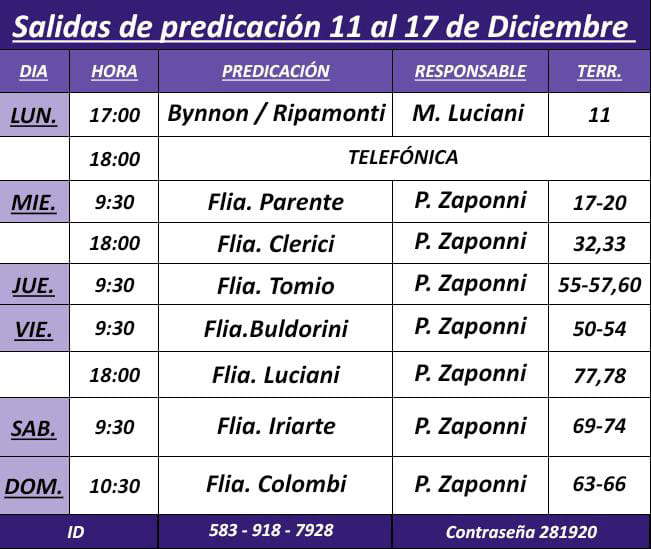 Salidas de predicación 11 al 17 de Diciembre
DIA HORA PREDICACIÓN RESPONSABLE TERR.
LUN. 17:00 Bynnon / Ripamonti M. Luciani 11
18:00 TELEFÓNICA
MIE. 9:30 Flia. Parente P. Zaponni 17-20
18:00 Flia. Clerici P. Zaponni 32,33
JUE. 9:30 Flia. Tomio P. Zaponni 55-57,60
VIE. 9:30 Flia.Buldorini P. Zaponni 50-54
18:00 Flia. Luciani P. Zaponni 77,78
SAB. 9:30 Flia. Iriarte P. Zaponni 69-74
DOM. 10:30 Flia. Colombi P. Zaponni 63-66
ID 583 - 918 - 7928 Contraseña 281920